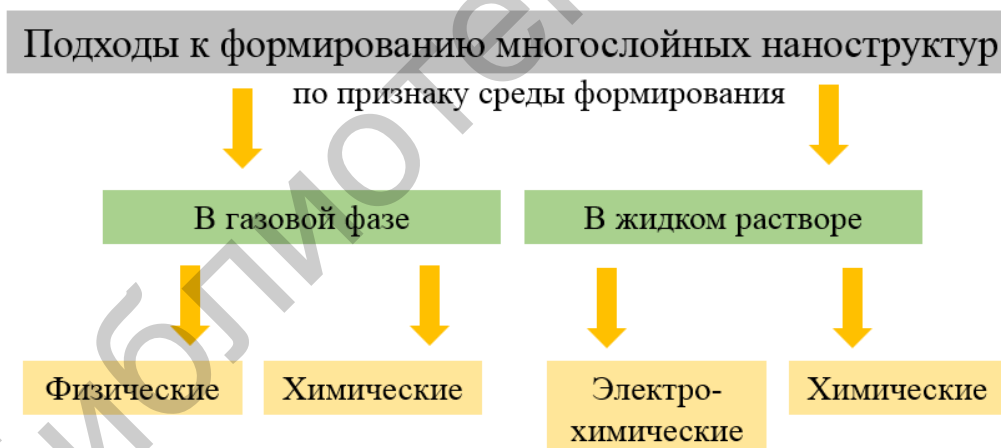 Подходы к формированию многослойных наноструктур
по признаку среды формирования
В газовой фазе
В жидком растворе
Физические
Химические
Электро-
химические
Химические